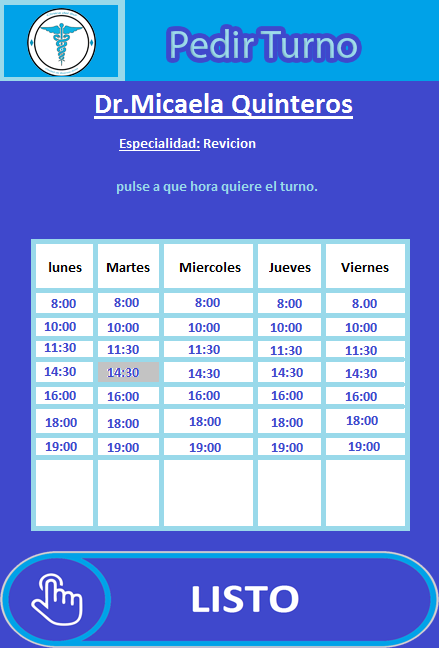 Pedir Turno
Dr.Micaela Quinteros
Especialidad: Revicion
pulse a que hora quiere el turno.
lunes Martes Miercoles Jueves Viernes
8:00 8:00 8:00 8:00 8.00
10:00 10:00 10:00 10:00 10:00
11:30 11:30 11:30 11:30 11:30
14:30 14:30 14:30 14:30 14:30
16:00 16:00 16:00 16:00 16:00
18:00 18:00 18:00 18:00 18:00
19:00 19:00 19:00 19:00 19:00
LISTO